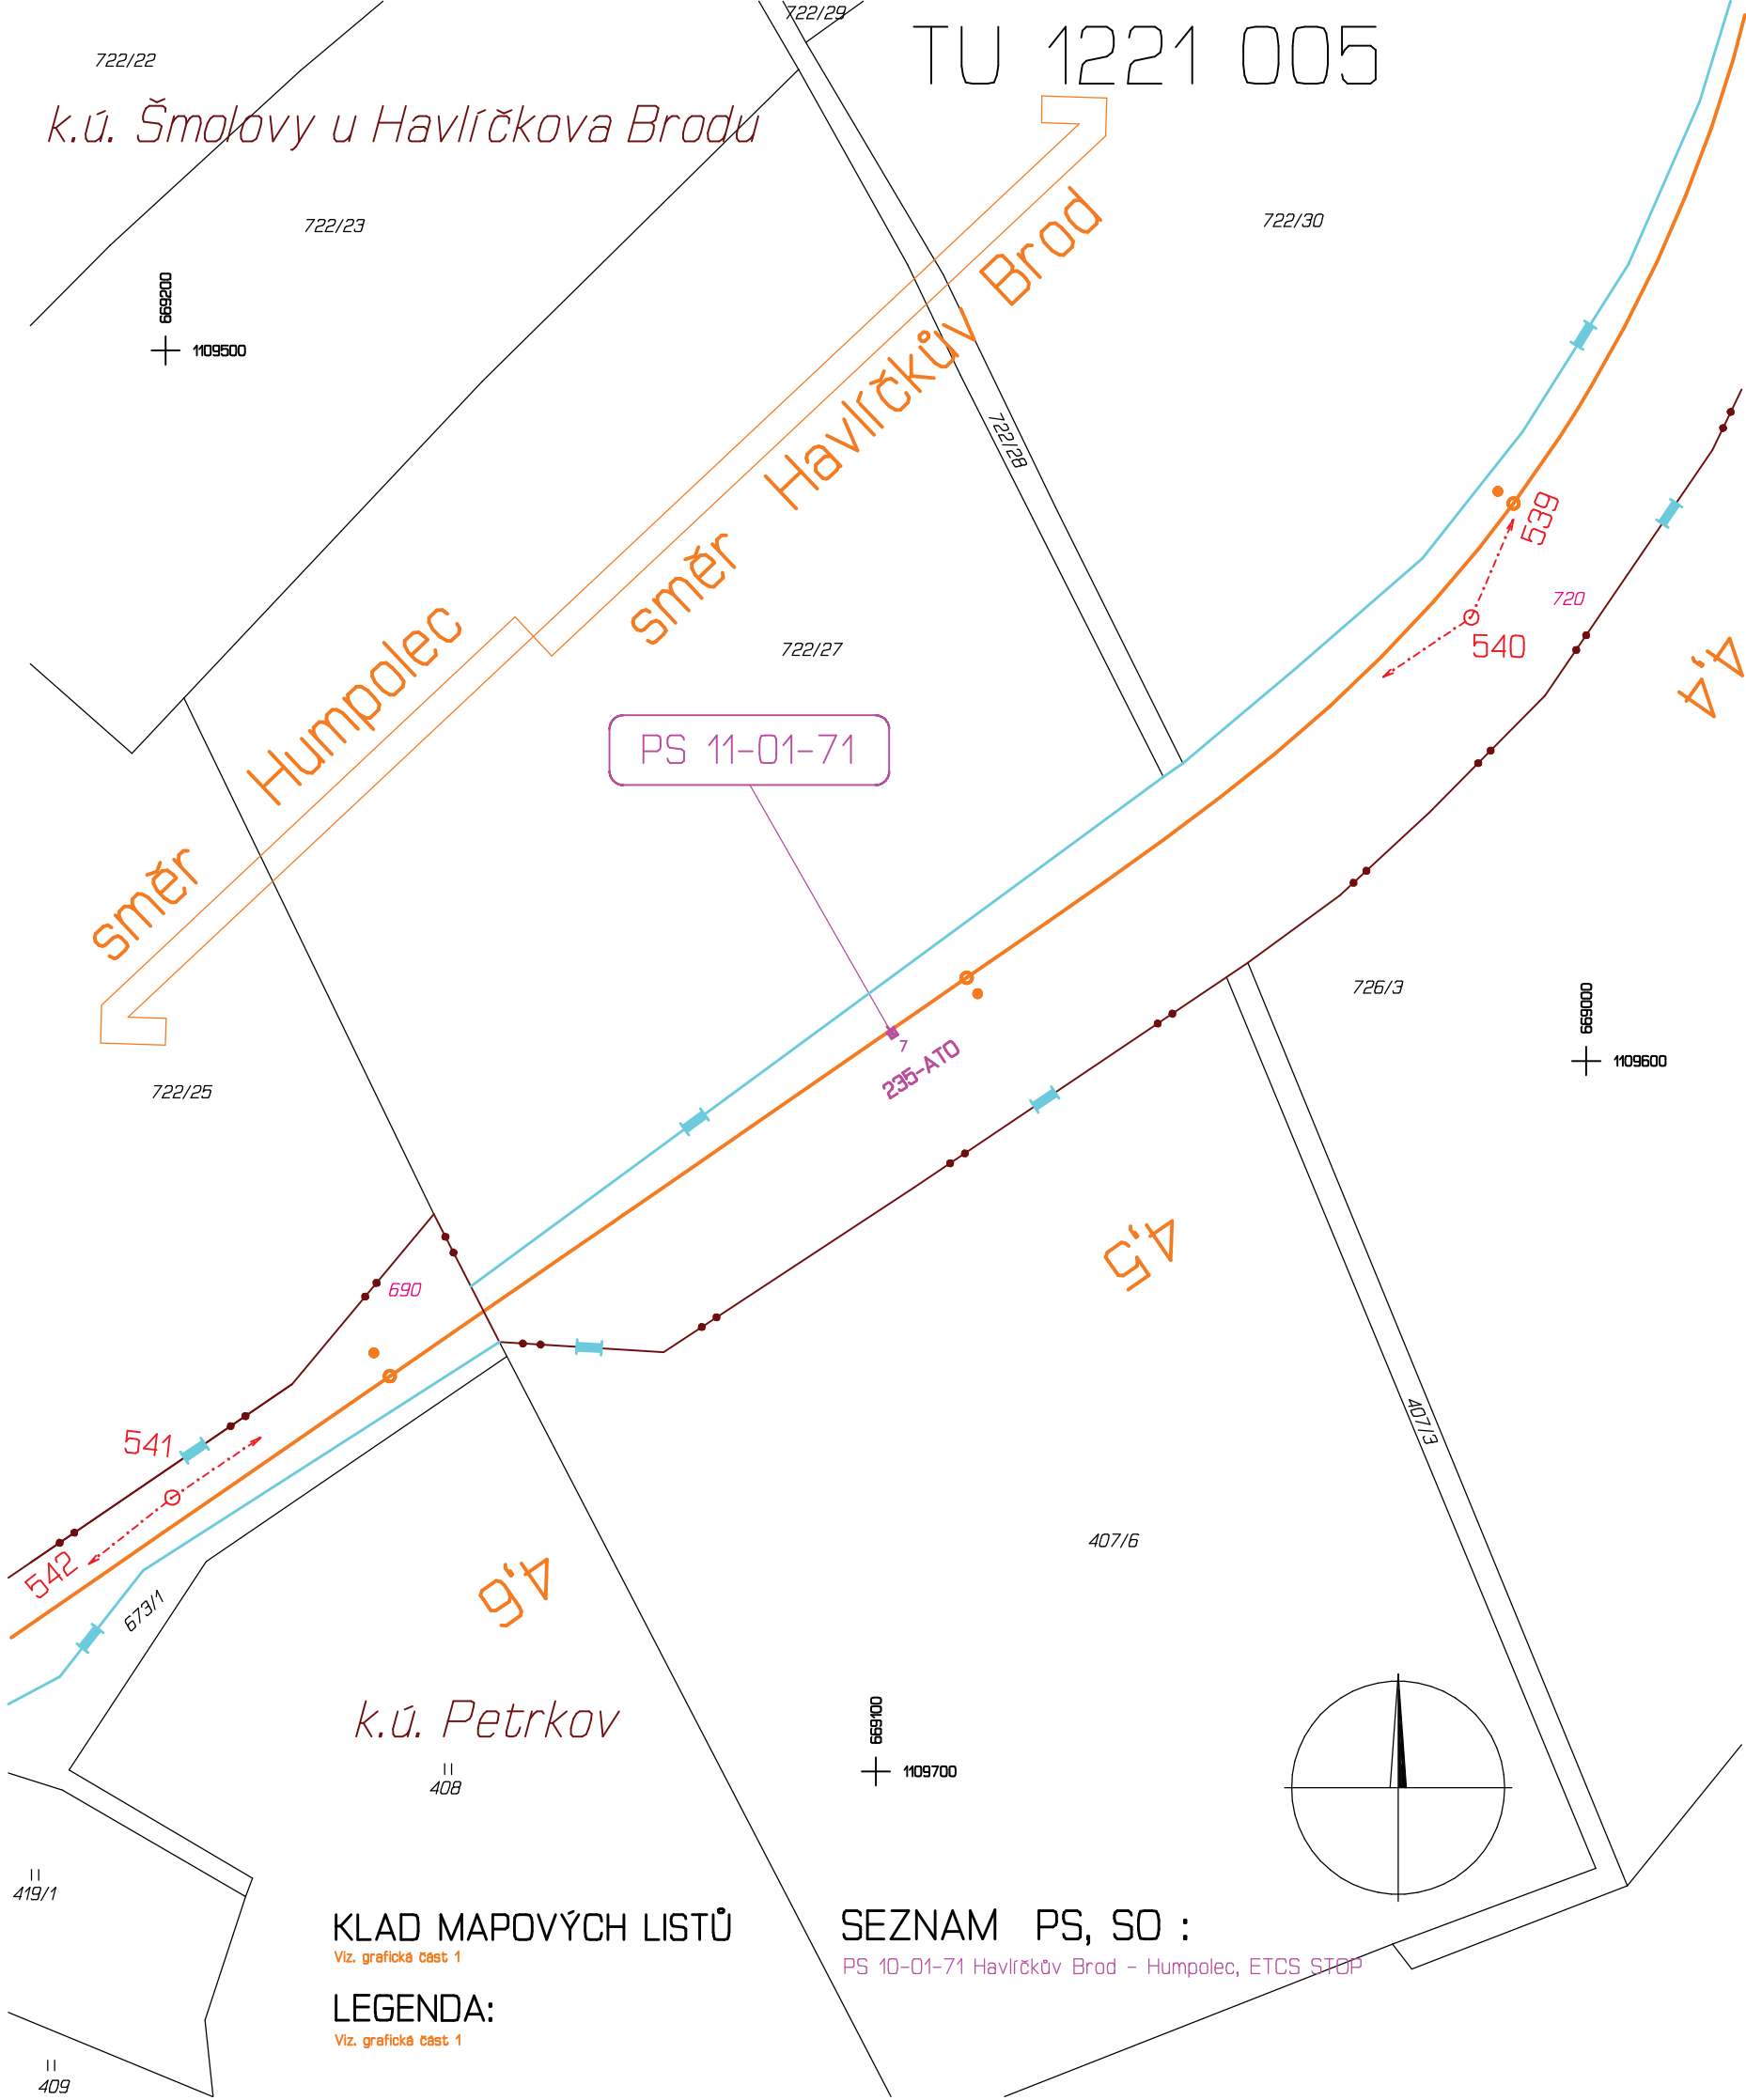 722/29
TU 1221 005
722/22
k.ú. Šmolovy u Havlíčkova Brodu
722/23
722/30
669200
1109500
směr Havlíčkův Brod
722/28
539
720
540
4,4
směr Humpolec
722/27
PS 11-01-71
726/3
669000
1109600
7
235-ATO
722/25
4,5
690
541
407/3
542
407/6
4,6
673/1
k.ú. Petrkov
669100
1109700
408
419/1
KLAD MAPOVÝCH LISTŮ
Viz. grafická část 1
SEZNAM PS, SO :
PS 10-01-71 Havlíčkův Brod - Humpolec, ETCS STOP
LEGENDA:
Viz. grafická část 1
409